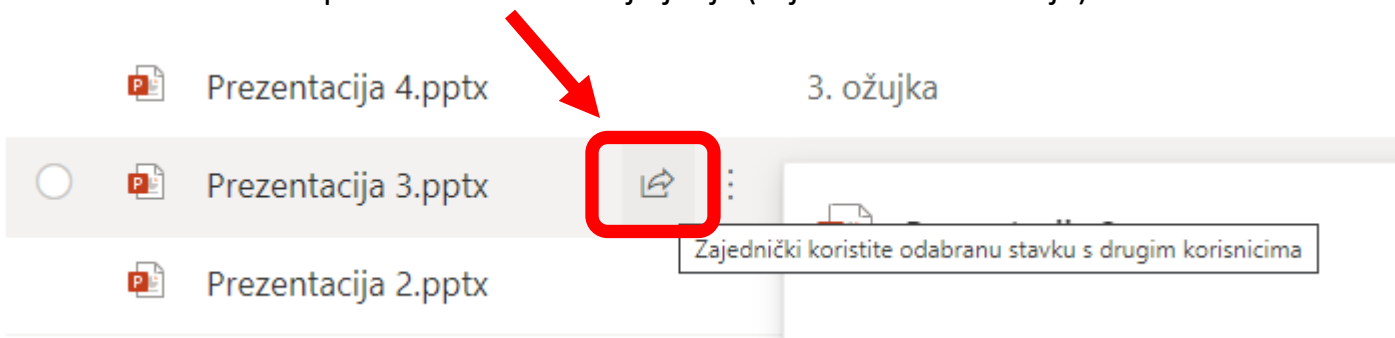 Prezentacija 4.pptx 3. ožujka
Prezentacija 3.pptx
Zajednički koristite odabranu stavku s drugim korisnicima
Prezentacija 2.pptx